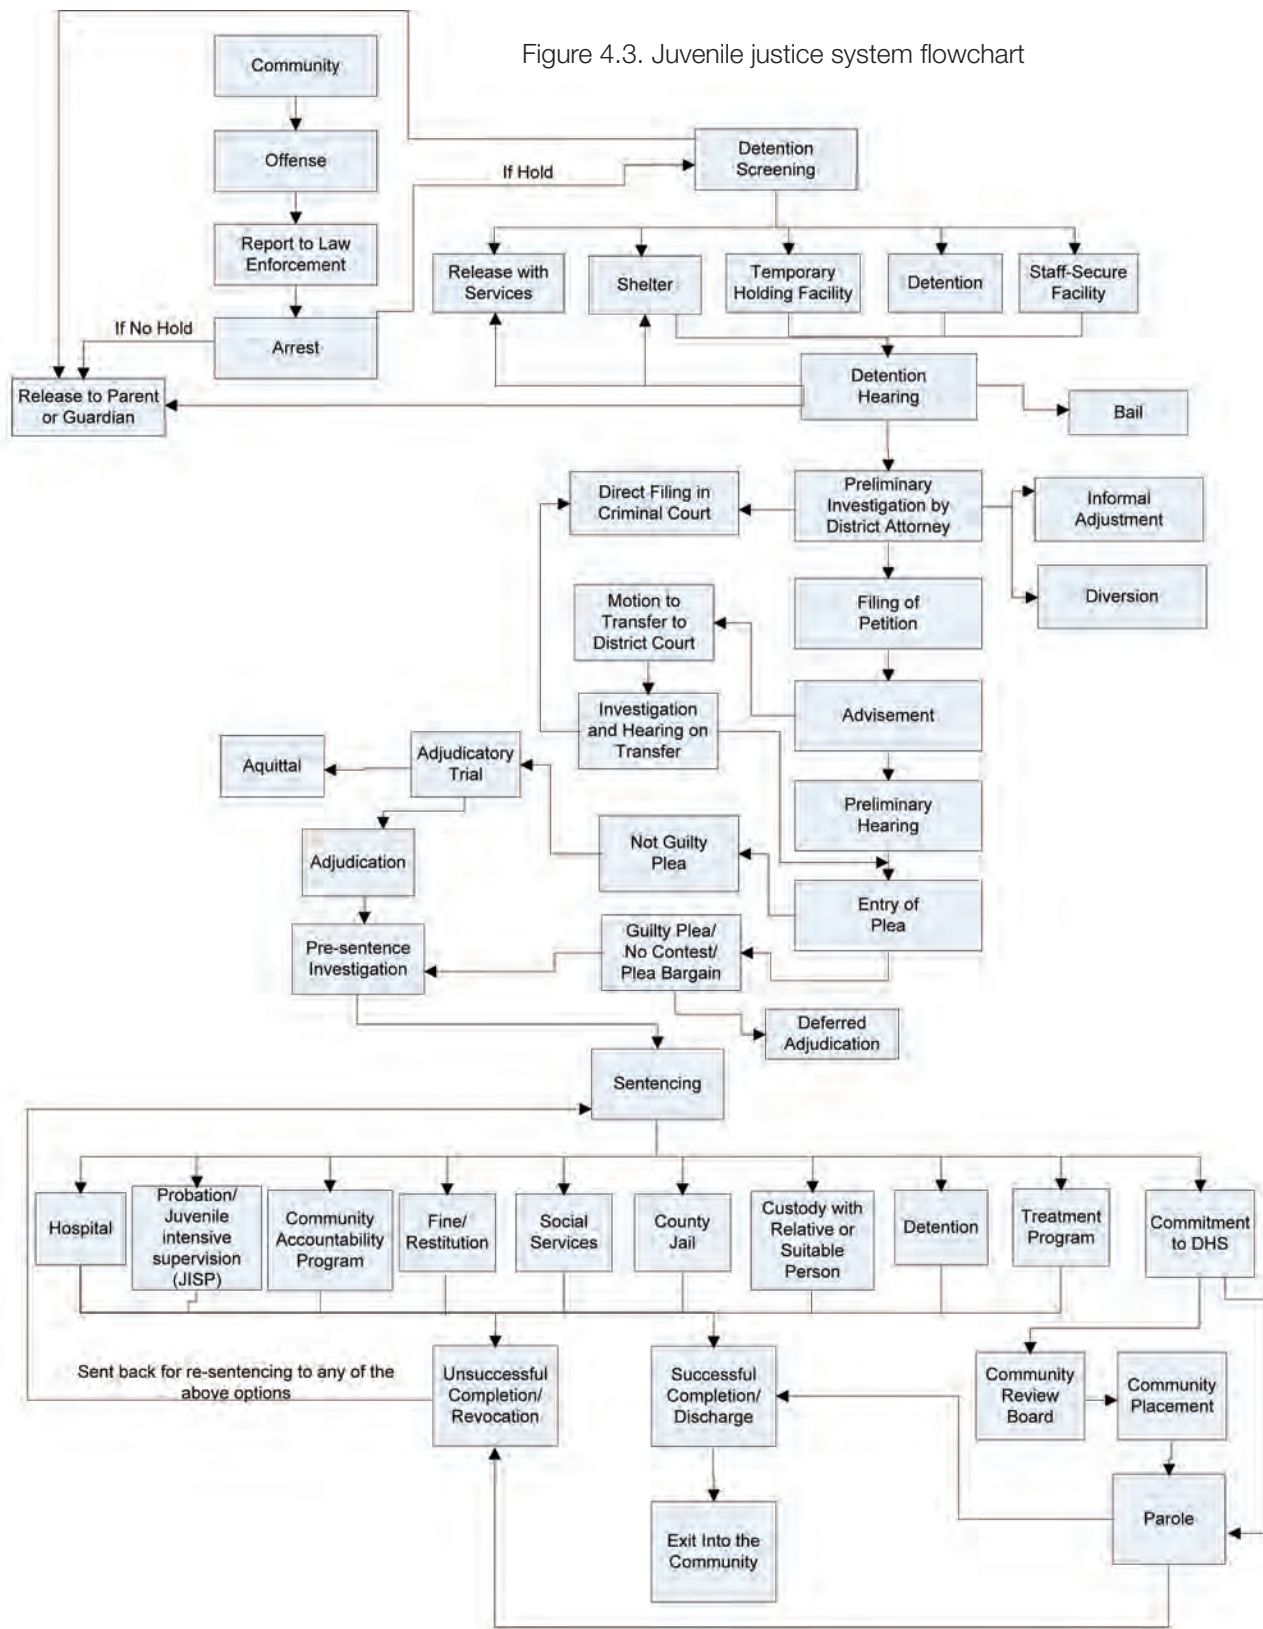 Figure 4.3. Juvenile justice system flowchart
Community
Offense
Report to Law
Enforcement
Arrest
If Hold
If No Hold
Release to Parent
or Guardian
Detention
Screening
Release with
Services
Shelter
Temporary
Holding Facility
Detention
Staff-Secure
Facility
Detention
Hearing
Bail
Direct Filing in
Criminal Court
Preliminary
Investigation by
District Attorney
Informal
Adjustment
Diversion
Motion to
Transfer to
District Court
Filing of
Petition
Investigation
and Hearing on
Transfer
Advisement
Aquittal
Adjudicatory
Trial
Preliminary
Hearing
Adjudication
Not Guilty
Plea
Entry of
Plea
Pre-sentence
Investigation
Guilty Plea/
No Contest/
Plea Bargain
Deferred
Adjudication
Sentencing
Hospital
Probation/
Juvenile
intensive
supervision
(JISP)
Community
Accountability
Program
Fine/
Restitution
Social
Services
County
Jail
Custody with
Relative or
Suitable
Person
Detention
Treatment
Program
Commitment
to DHS
Sent back for re-sentencing to any of the
above options
Unsuccessful
Completion/
Revocation
Successful
Completion/
Discharge
Community
Review
Board
Community
Placement
Parole
Exit Into the
Community